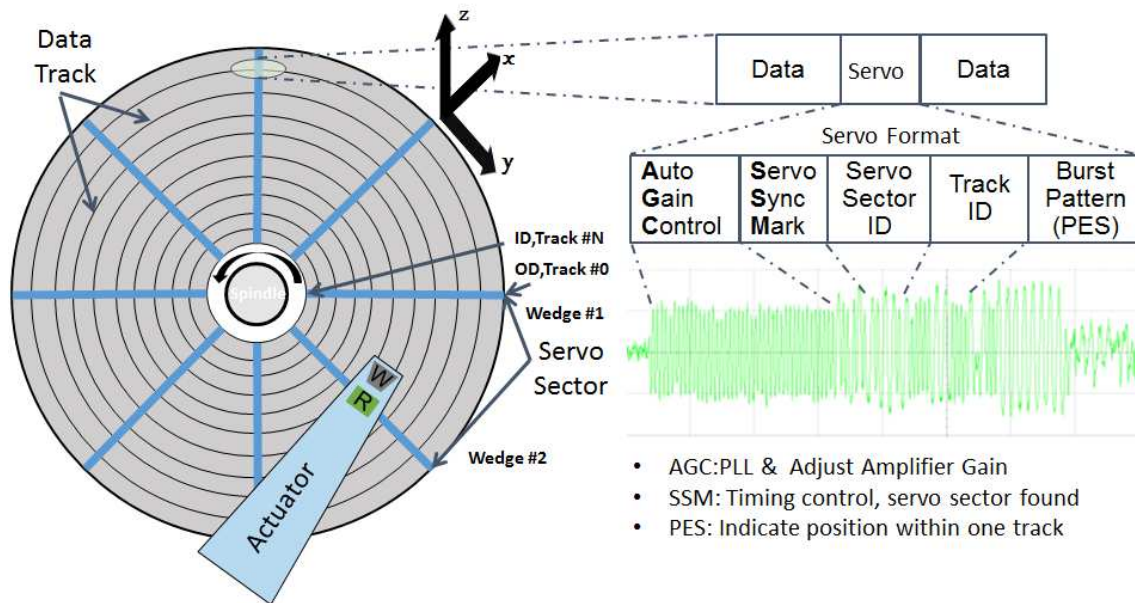 Data
Track
z
x
y
Data
Servo
Data
Servo Format
Auto
Gain
Control
Servo
Sync
Mark
Servo
Sector
ID
Track
ID
Burst
Pattern
(PES)
ID,Track #N
OD,Track #0
Wedge #1
Servo
Sector
Wedge #2
Spindle
W
R
Actuator
• AGC:PLL & Adjust Amplifier Gain
• SSM: Timing control, servo sector found
• PES: Indicate position within one track